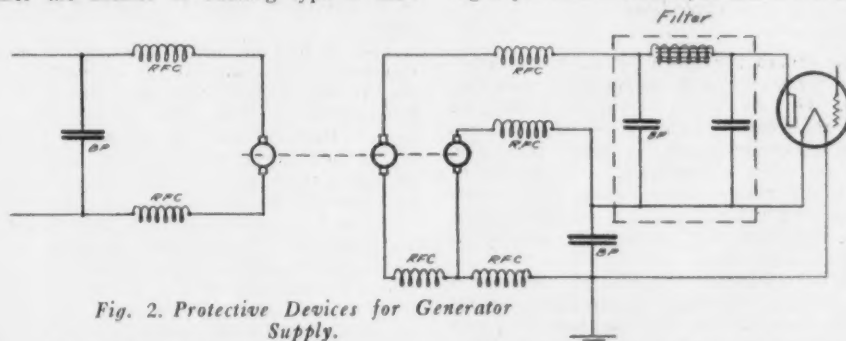 Filter
RFC
RFC
BP
RFC
BP
RFC
BP
RFC
RFC
Fig. 2. Protective Devices for Generator
Supply.